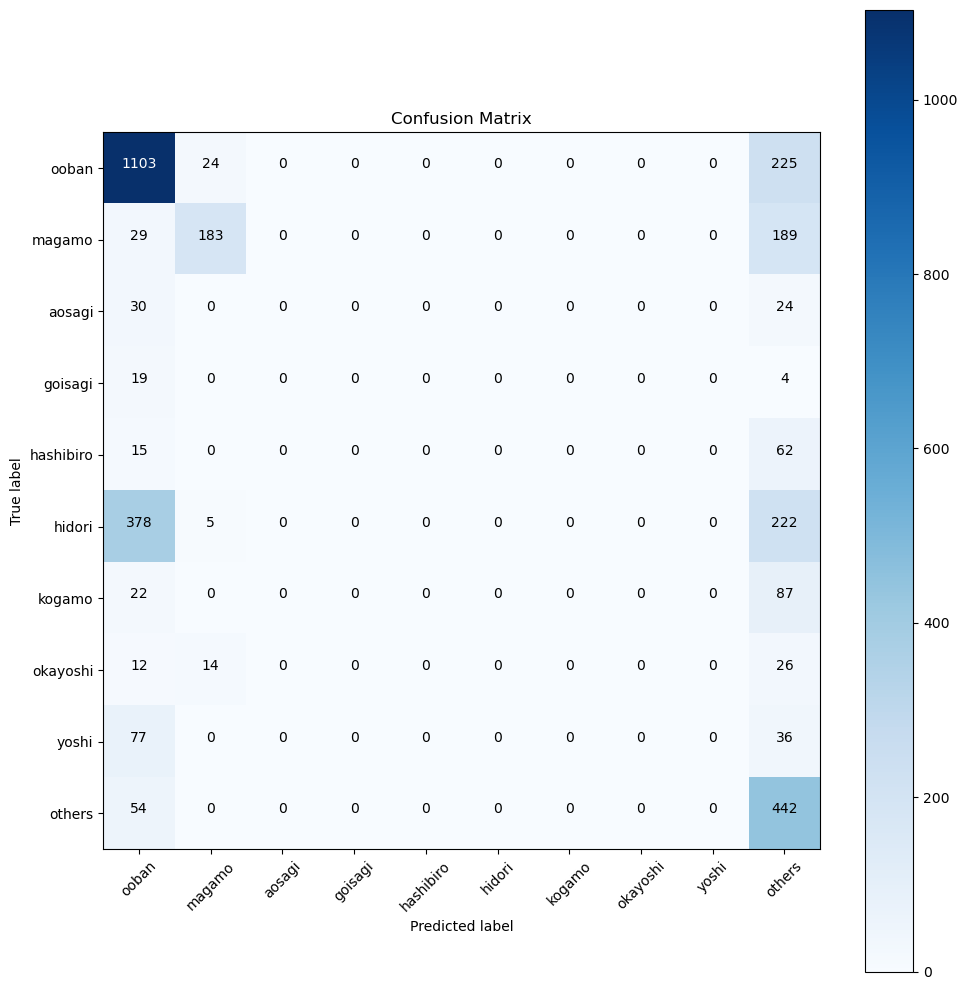 Confusion Matrix
ooban 1103 24 0 0 0 0 0 0 0 225
magamo 29 183 0 0 0 0 0 0 0 189
aosagi 30 0 0 0 0 0 0 0 0 24
goisagi 19 0 0 0 0 0 0 0 0 4
hashibiro 15 0 0 0 0 0 0 0 0 62
hidori 378 5 0 0 0 0 0 0 0 222
kogamo 22 0 0 0 0 0 0 0 0 87
okayoshi 12 14 0 0 0 0 0 0 0 26
yoshi 77 0 0 0 0 0 0 0 0 36
others 54 0 0 0 0 0 0 0 0 442
ooban magamo aosagi goisagi hashibiro hidori kogamo okayoshi yoshi others
Predicted label
True label
1000
800
600
400
200
0